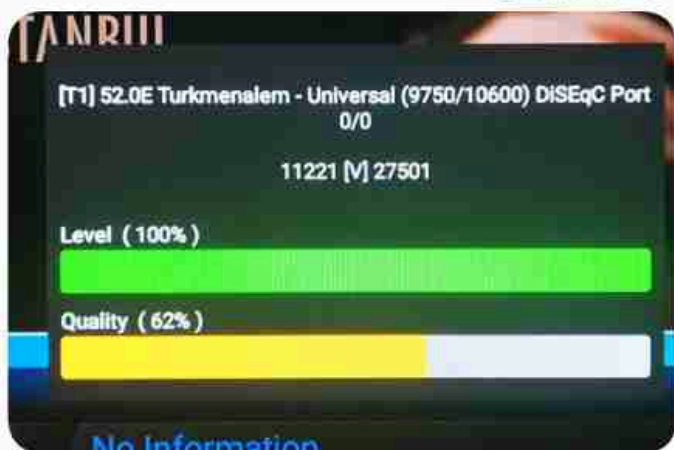 [T1] 52.0E Turkmenalem - Universal (9750/10600) DiSEqC Port
0/0
11221 [V] 27501
Level ( 100% )
Quality ( 62% )
No Information